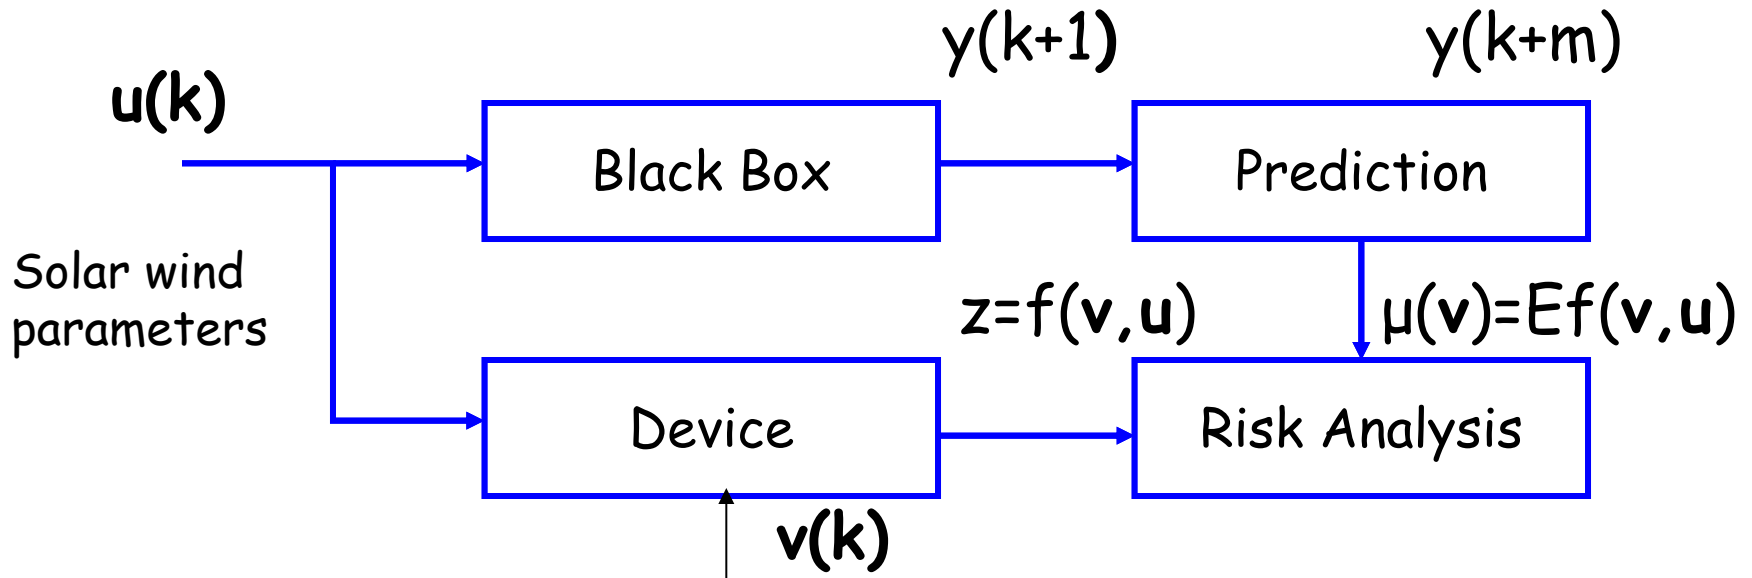 y(k+1)
y(k+m)
u(k)
Black Box
Prediction
Solar wind
parameters
z=f(v,u)
μ(v)=Ef(v,u)
Device
Risk Analysis
v(k)